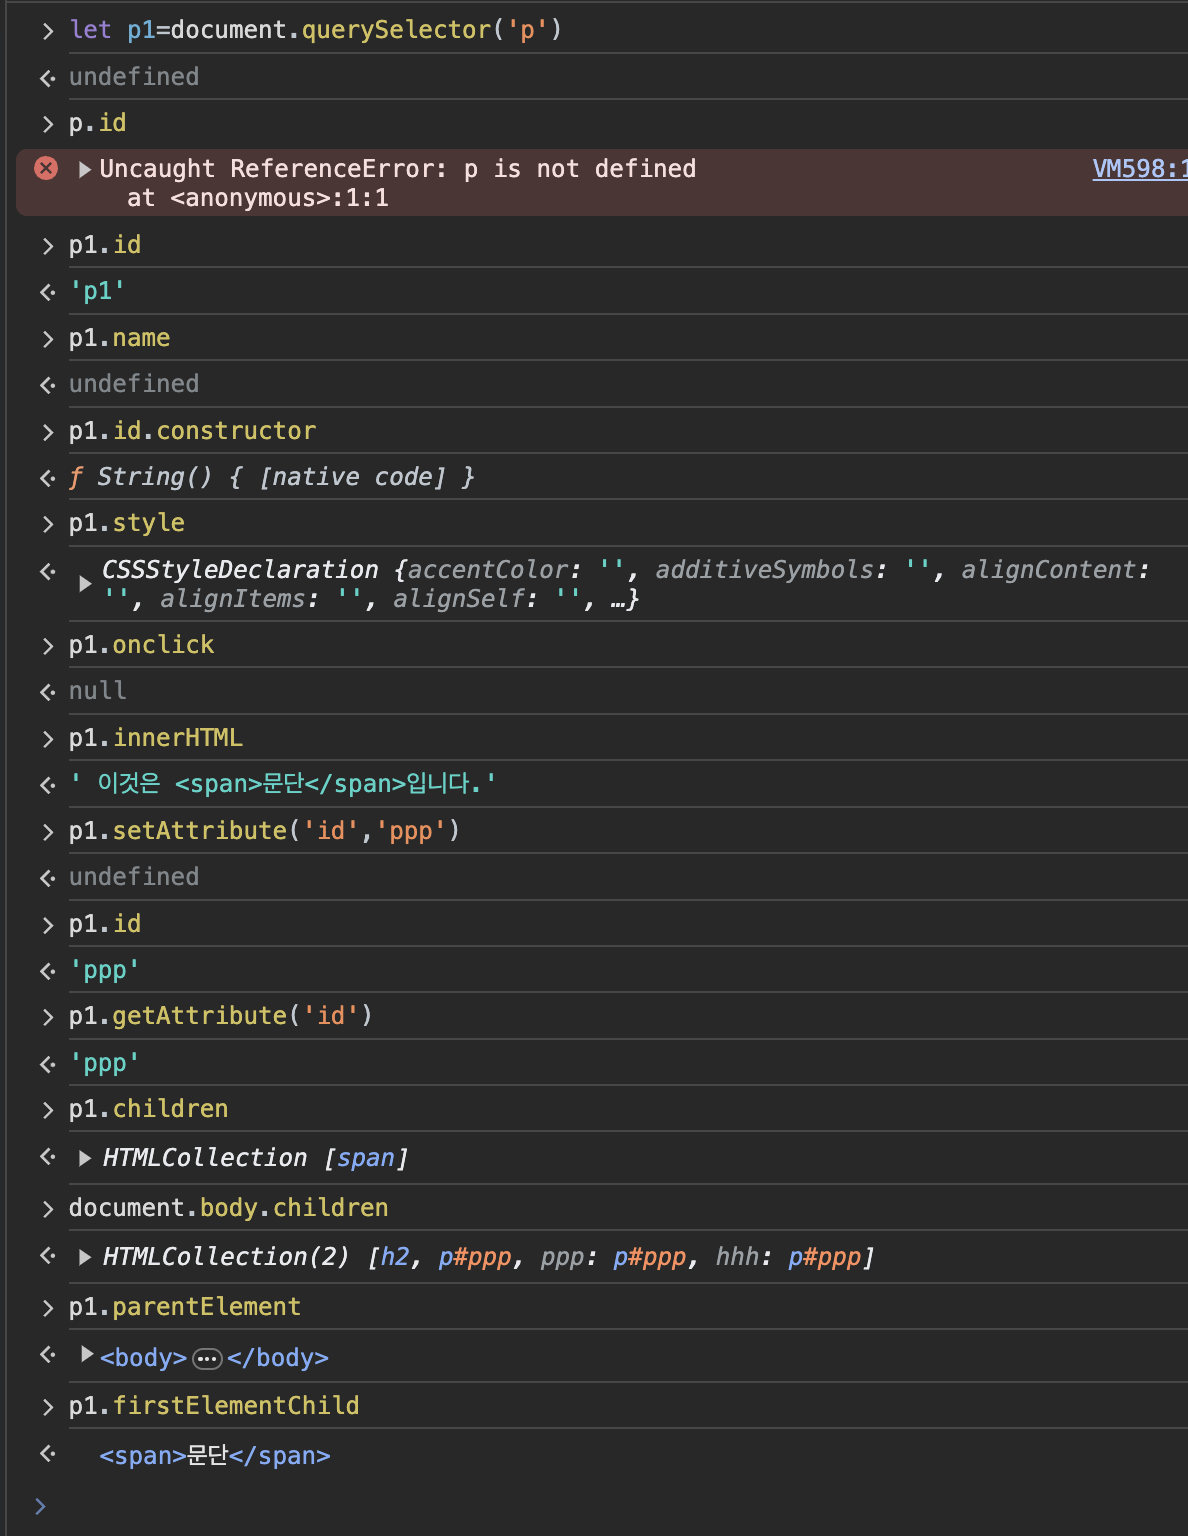 let p1=document.querySelector('p')
undefined
p.id
Uncaught ReferenceError: p is not defined VM598:1
at <anonymous>:1:1
p1.id
'p1'
p1.name
undefined
p1.id.constructor
ƒ String() { [native code] }
p1.style
CSSStyleDeclaration {accentColor: '', additiveSymbols: '', alignContent:
'', alignItems: '', alignSelf: '', …}
p1.onclick
null
p1.innerHTML
' 이것은 <span>문단</span>입니다.'
p1.setAttribute('id','ppp')
undefined
p1.id
'ppp'
p1.getAttribute('id')
'ppp'
p1.children
HTMLCollection [span]
document.body.children
HTMLCollection(2) [h2, p#ppp, ppp: p#ppp, hhh: p#ppp]
p1.parentElement
<body>…</body>
p1.firstElementChild
<span>문단</span>